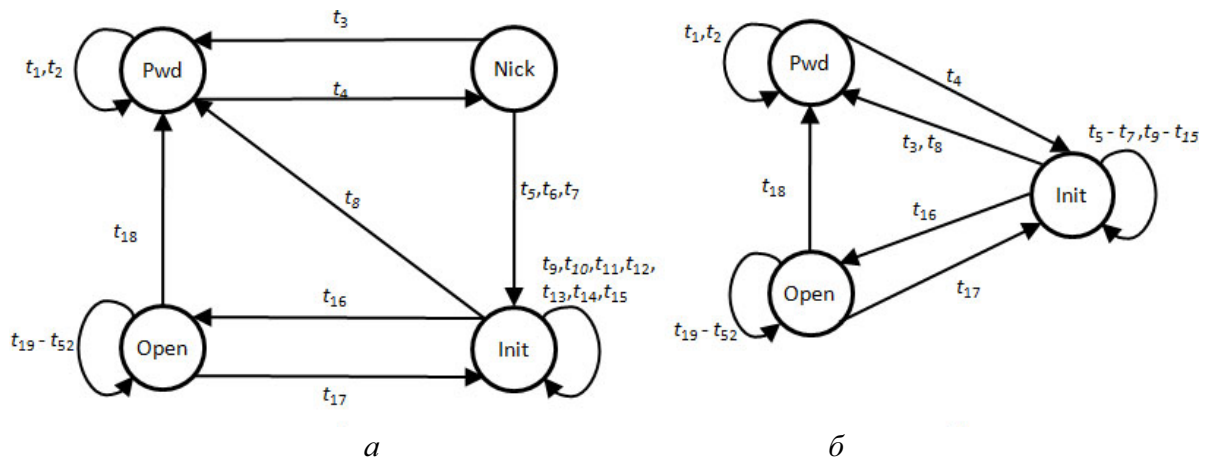 t3
t1,t2
Pwd
Nick
t4
t8
t5,t6,t7
t18
t9,t10,t11,t12,
t13,t14,t15
t16
t19 - t52
Open
Init
t17
а
t1,t2
Pwd
t4
t5 - t7, t9 - t15
t3, t8
t18
Init
t16
Open
t17
t19 - t52
б